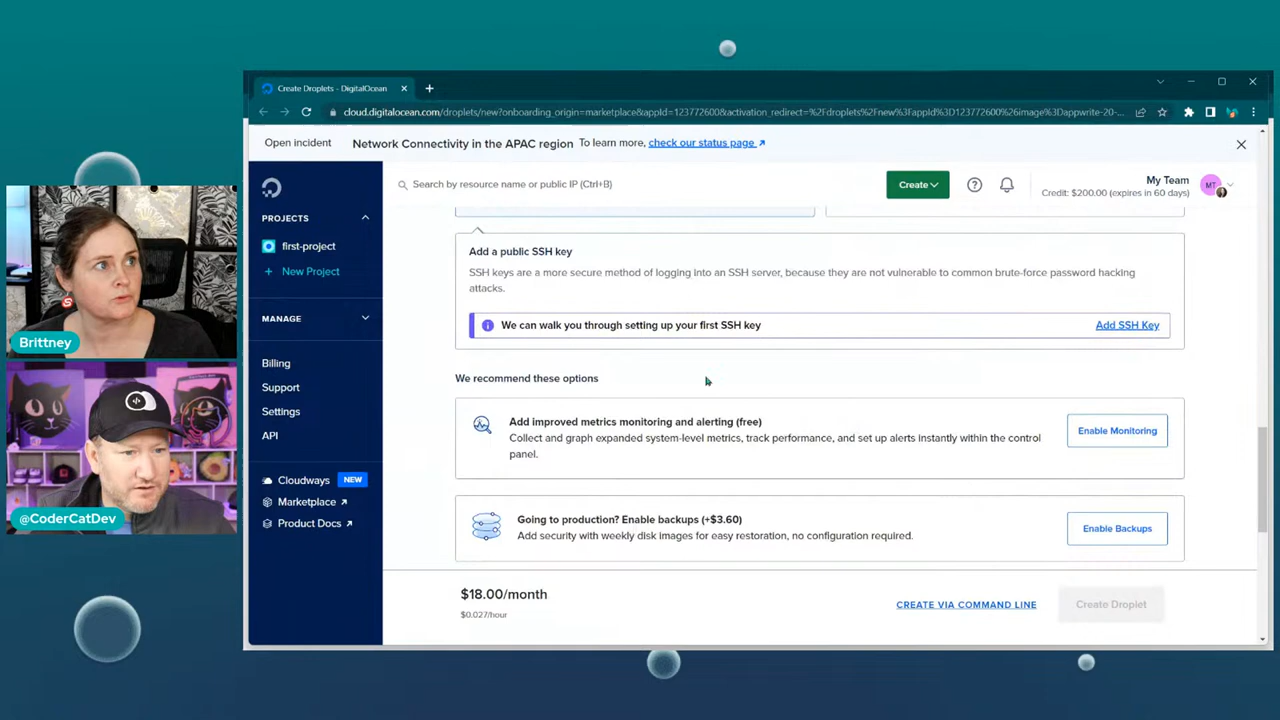 Create Droplets - DigitalOcean
cloud.digitalocean.com/droplets/new?onboarding_origin=marketplace&appId=123772600&activation_redirect=%2Fdroplets%2Fnew%3FappId%3D123772600%26image%3Dappwrite-20-...
Open incident
Network Connectivity in the APAC region To learn more, check our status page
Search by resource name or public IP (Ctrl+B)
Create
My Team
Credit: $200.00 (expires in 60 days)
MT
PROJECTS
first-project
+ New Project
MANAGE
Billing
Support
Settings
API
Cloudways NEW
Marketplace
Product Docs
Add a public SSH key
SSH keys are a more secure method of logging into an SSH server, because they are not vulnerable to common brute-force password hacking
attacks.
We can walk you through setting up your first SSH key
Add SSH Key
We recommend these options
Add improved metrics monitoring and alerting (free)
Collect and graph expanded system-level metrics, track performance, and set up alerts instantly within the control
panel.
Enable Monitoring
Going to production? Enable backups (+$3.60)
Add security with weekly disk images for easy restoration, no configuration required.
Enable Backups
$18.00/month
$0.027/hour
CREATE VIA COMMAND LINE
Create Droplet
Brittney
@CoderCatDev